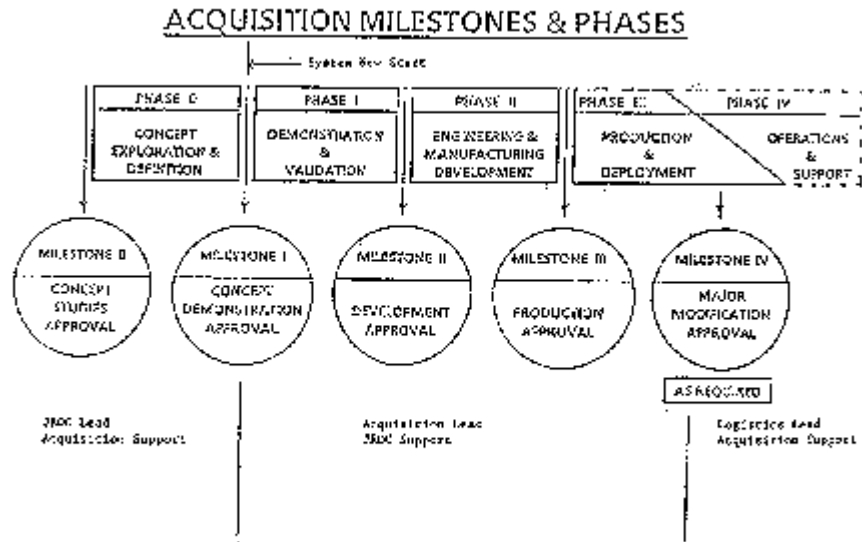 ACQUISITION MILESTONES & PHASES
System New Start
PHASE 0
PHASE I
PHASE II
PHASE III
PHASE IV
CONCEPT
EXPLORATION &
DEFINITION
DEMONSTRATION
&
VALIDATION
ENGINEERING &
MANUFACTURING
DEVELOPMENT
PRODUCTION
&
DEPLOYMENT
OPERATIONS
&
SUPPORT
MILESTONE 0
CONCEPT
STUDIES
APPROVAL
MILESTONE I
CONCEPT
DEMONSTRATION
APPROVAL
MILESTONE II
DEVELOPMENT
APPROVAL
MILESTONE III
PRODUCTION
APPROVAL
MILESTONE IV
MAJOR
MODIFICATION
APPROVAL
AS REQUIRED
JROC Lead
Acquisition Support
Acquisition Lead
JROC Support
Logistics Lead
Acquisition Support